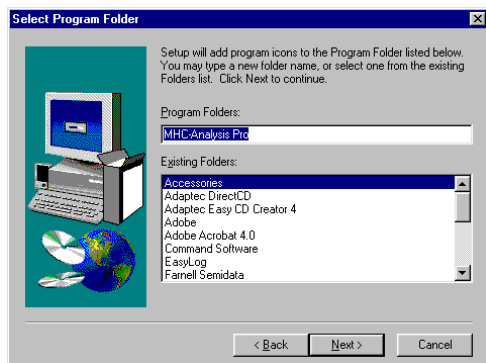 Select Program Folder
Setup will add program icons to the Program Folder listed below.
You may type a new folder name, or select one from the existing
Folders list. Click Next to continue.
Program Folders:
MHC-Analysis Pro
Existing Folders:
Accessories
Adaptec DirectCD
Adaptec Easy CD Creator 4
Adobe
Adobe Acrobat 4.0
Command Software
EasyLog
Farnell Semidata
< Back
Next >
Cancel